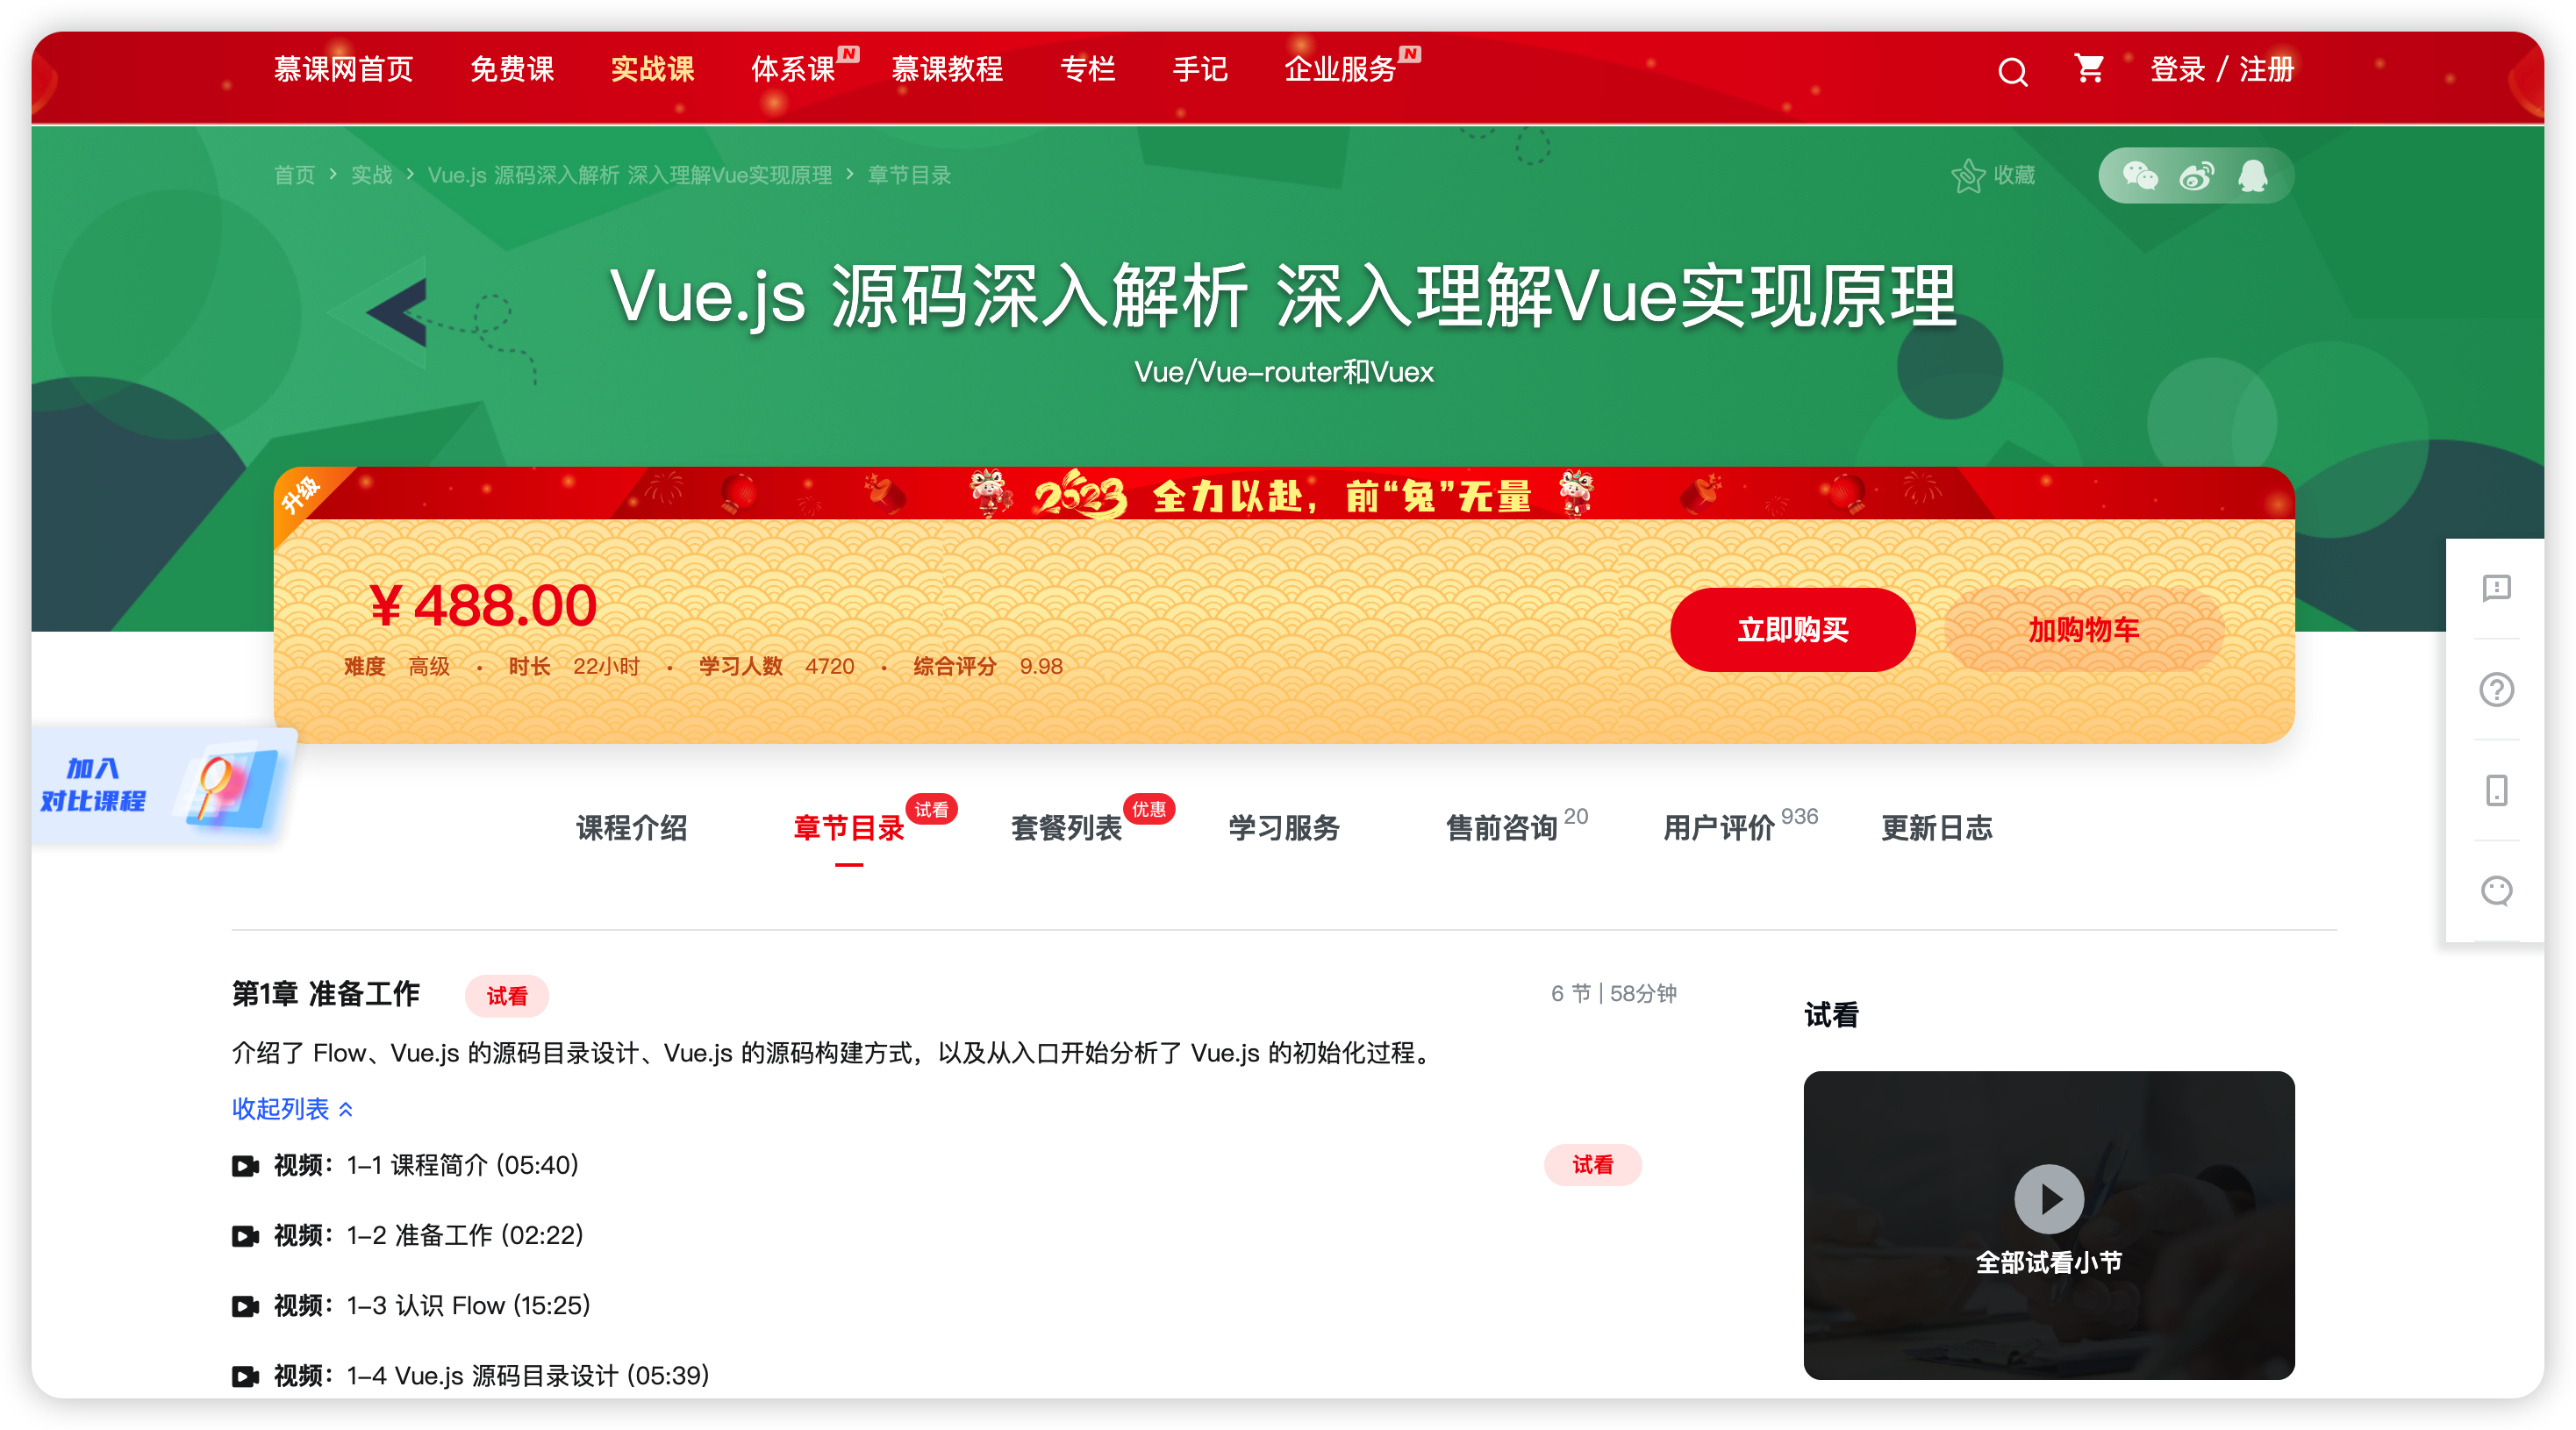 慕课网首页 免费课 实战课 体系课 N 慕课教程 专栏 手记 企业服务 N 登录 / 注册
首页 > 实战 > Vue.js 源码深入解析 深入理解Vue实现原理 > 章节目录 收藏
Vue.js 源码深入解析 深入理解Vue实现原理
Vue/Vue-router和Vuex
升级
2023 全力以赴，前“兔”无量
¥ 488.00
立即购买 加购物车
难度 高级 · 时长 22小时 · 学习人数 4720 · 综合评分 9.98
加入
对比课程
课程介绍 章节目录 试看 套餐列表 优惠 学习服务 售前咨询 20 用户评价 936 更新日志
第1章 准备工作 试看 6 节 | 58分钟
试看
介绍了 Flow、Vue.js 的源码目录设计、Vue.js 的源码构建方式，以及从入口开始分析了 Vue.js 的初始化过程。
收起列表
视频：1-1 课程简介 (05:40) 试看
视频：1-2 准备工作 (02:22)
全部试看小节
视频：1-3 认识 Flow (15:25)
视频：1-4 Vue.js 源码目录设计 (05:39)